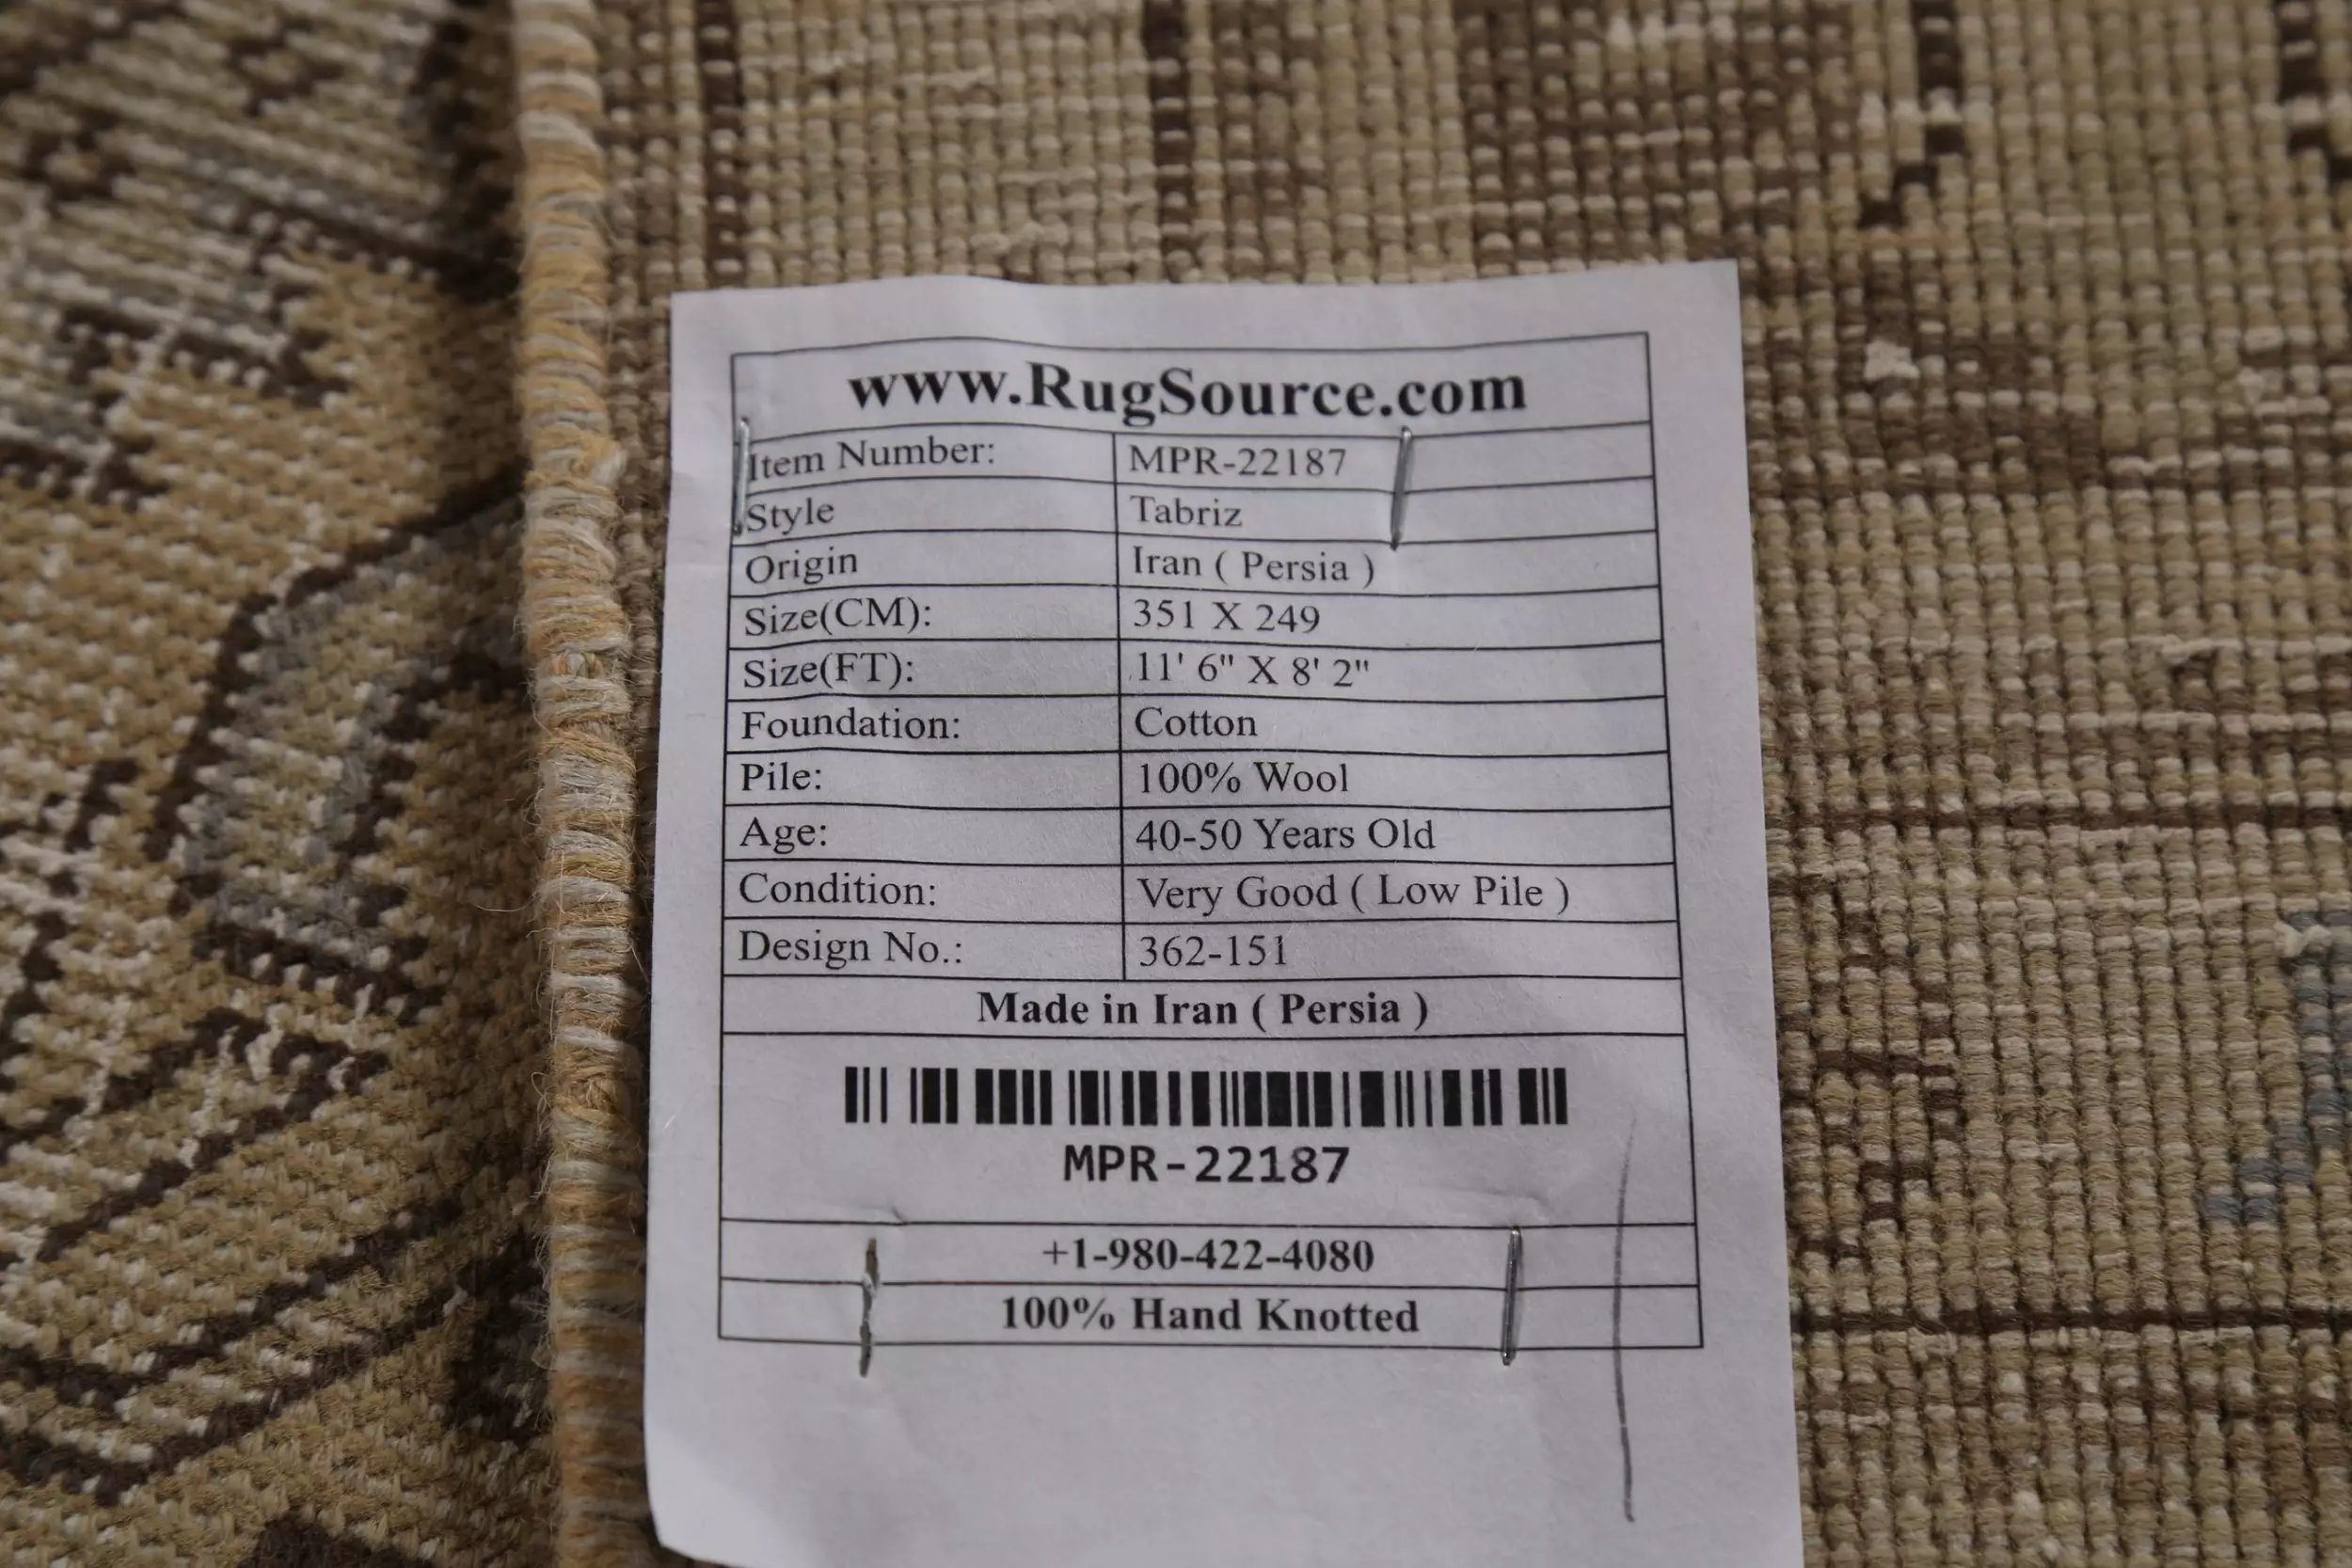 www.RugSource.com
Item Number: MPR-22187
Style Tabriz
Origin Iran ( Persia )
Size(CM): 351 X 249
Size(FT): 11' 6" X 8' 2"
Foundation: Cotton
Pile: 100% Wool
Age: 40-50 Years Old
Condition: Very Good ( Low Pile )
Design No.: 362-151
Made in Iran ( Persia )
MPR-22187
+1-980-422-4080
100% Hand Knotted